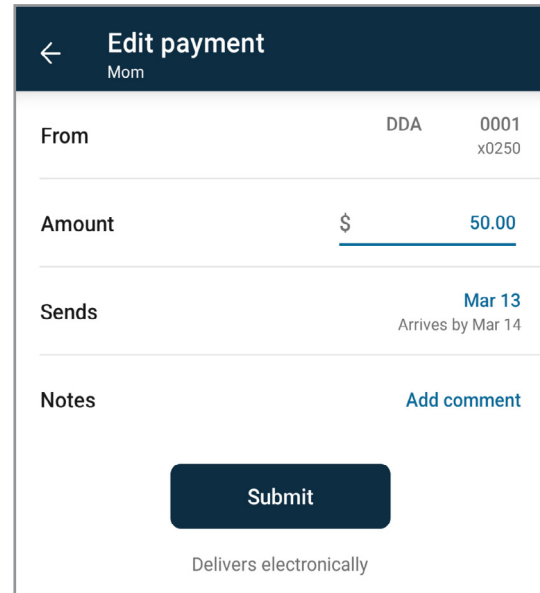 Edit payment
Mom
From DDA 0001
x0250
Amount $ 50.00
Sends Mar 13
Arrives by Mar 14
Notes Add comment
Submit
Delivers electronically